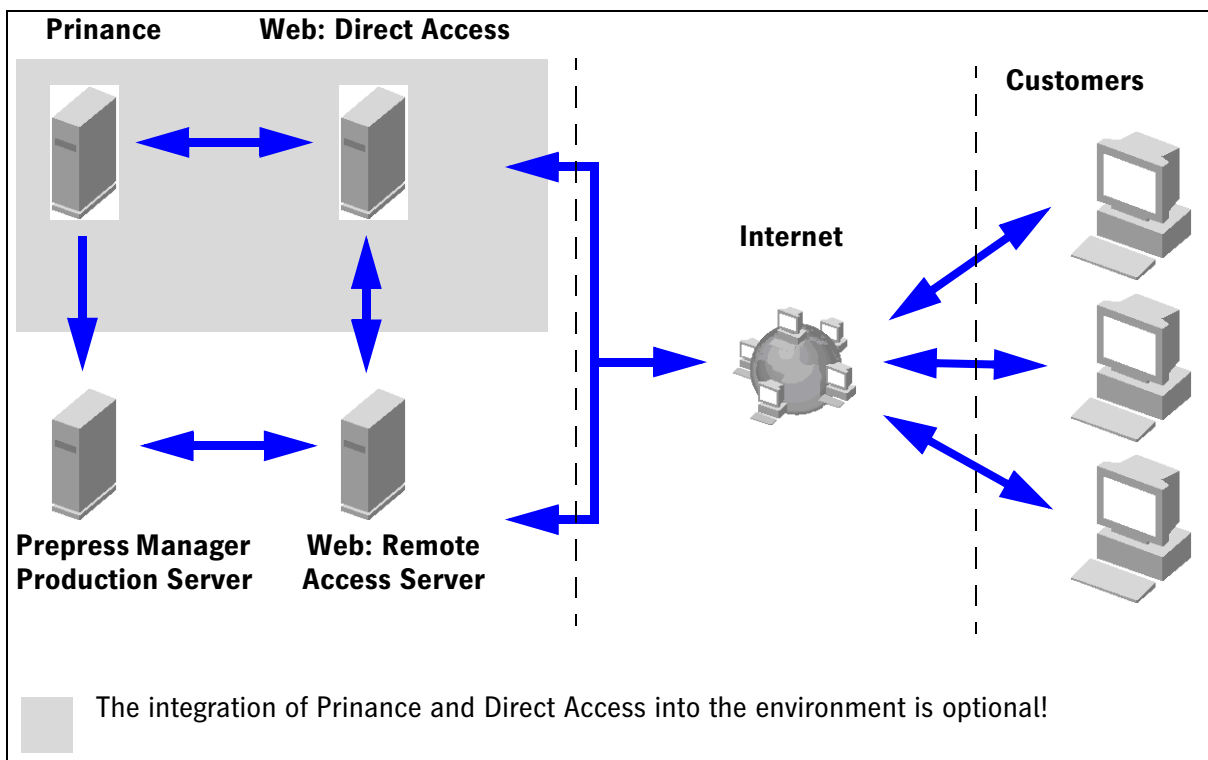 Prinance
Web: Direct Access
Customers
Internet
Prepress Manager
Production Server
Web: Remote
Access Server
The integration of Prinance and Direct Access into the environment is optional!